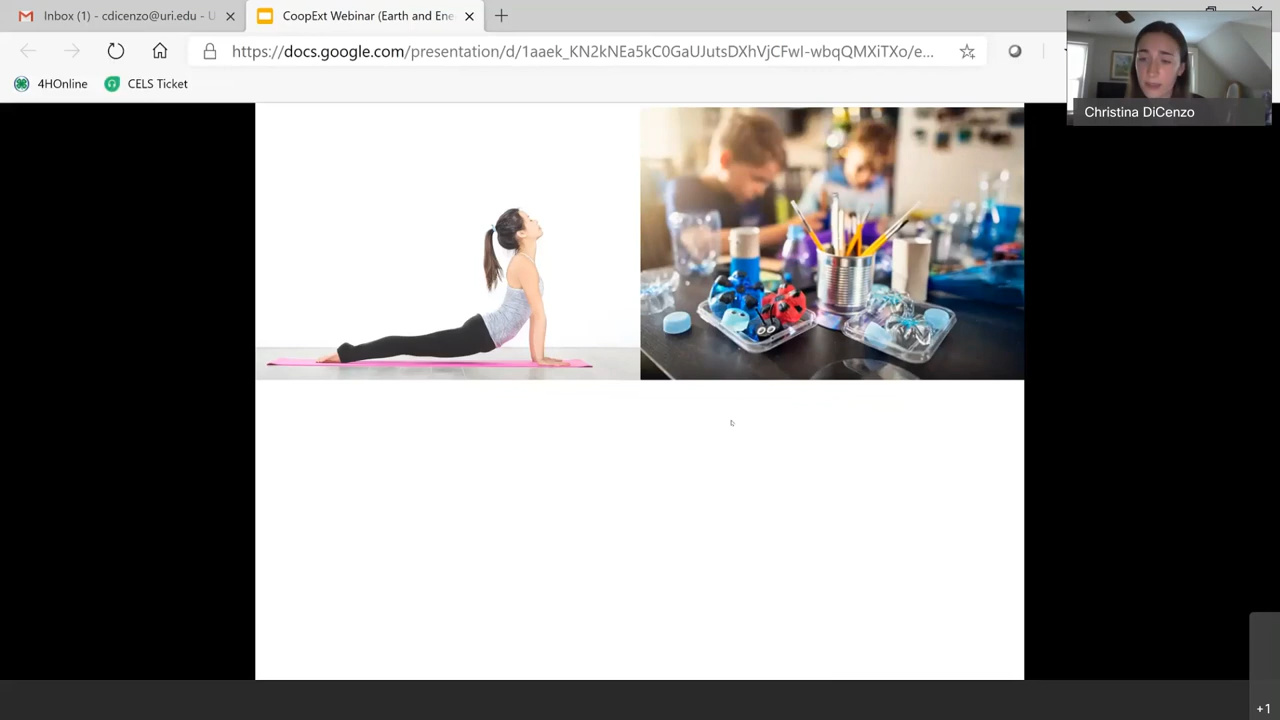 Inbox (1) - cdicenzo@uri.edu - U
CoopExt Webinar (Earth and Ene
https://docs.google.com/presentation/d/1aaek_KN2kNEa5kC0GaUJutsDXhVjCFwI-wbqQMXiTXo/e...
4HOnline
CELS Ticket
Christina DiCenzo
+1